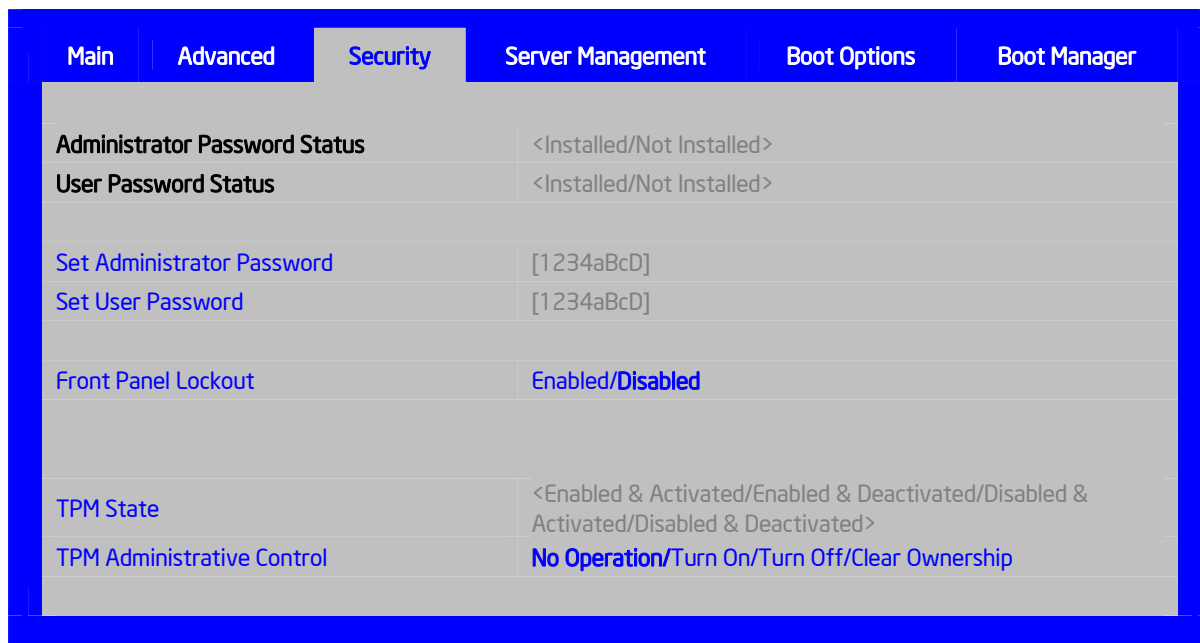 Main Advanced Security Server Management Boot Options Boot Manager
Administrator Password Status <Installed/Not Installed>
User Password Status <Installed/Not Installed>
Set Administrator Password [1234aBcD]
Set User Password [1234aBcD]
Front Panel Lockout Enabled/Disabled
TPM State <Enabled & Activated/Enabled & Deactivated/Disabled &
Activated/Disabled & Deactivated>
TPM Administrative Control No Operation/Turn On/Turn Off/Clear Ownership